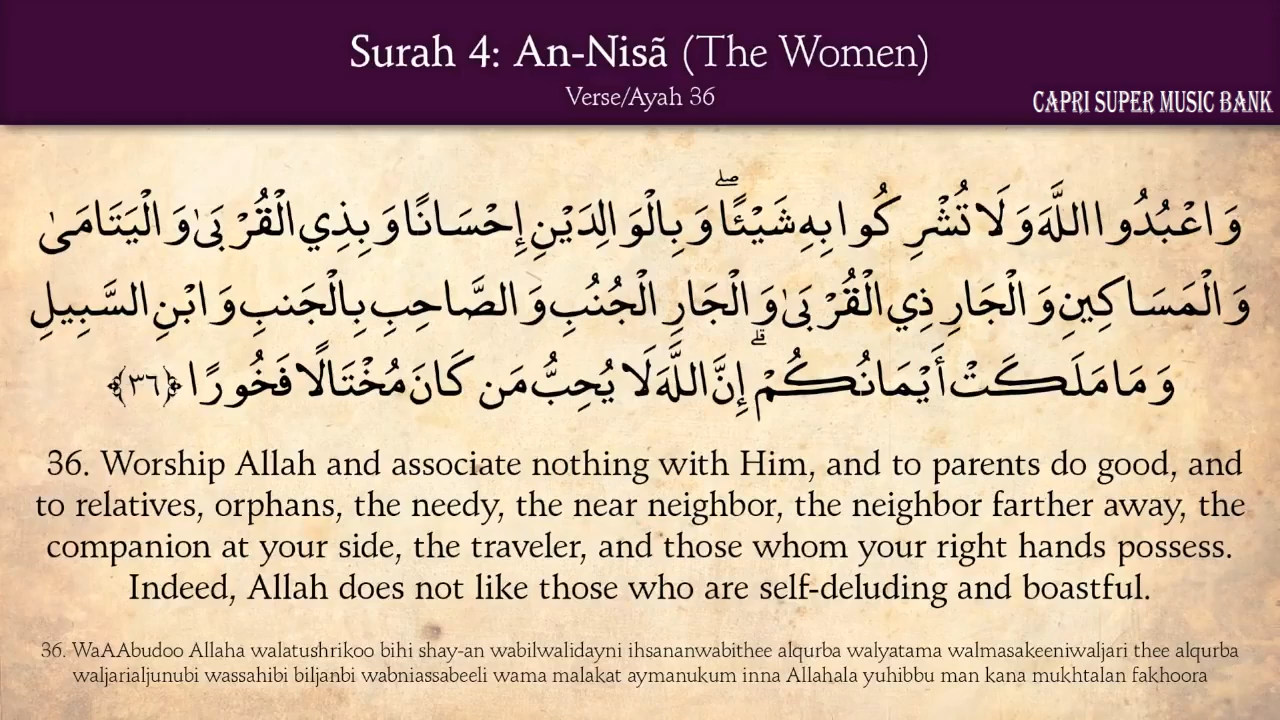 Surah 4: An-Nisã (The Women)
Verse/Ayah 36
CAPRI SUPER MUSIC BANK
وَاعْبُدُوا اللَّهَ وَلَا تُشْرِكُوا بِهِ شَيْئًا ۖ وَبِالْوَالِدَيْنِ إِحْسَانًا وَبِذِي الْقُرْبَىٰ وَالْيَتَامَىٰ
وَالْمَسَاكِينِ وَالْجَارِ ذِي الْقُرْبَىٰ وَالْجَارِ الْجُنُبِ وَالصَّاحِبِ بِالْجَنبِ وَابْنِ السَّبِيلِ
وَمَا مَلَكَتْ أَيْمَانُكُمْ ۗ إِنَّ اللَّهَ لَا يُحِبُّ مَن كَانَ مُخْتَالًا فَخُورًا ﴿٣٦﴾
36. Worship Allah and associate nothing with Him, and to parents do good, and
to relatives, orphans, the needy, the near neighbor, the neighbor farther away, the
companion at your side, the traveler, and those whom your right hands possess.
Indeed, Allah does not like those who are self-deluding and boastful.
36. WaAAbudoo Allaha walatushrikoo bihi shay-an wabilwalidayni ihsananwabithee alqurba walyatama walmasakeeniwaljari thee alqurba
waljarialjunubi wassahibi biljanbi wabniassabeeli wama malakat aymanukum inna Allahala yuhibbu man kana mukhtalan fakhoora